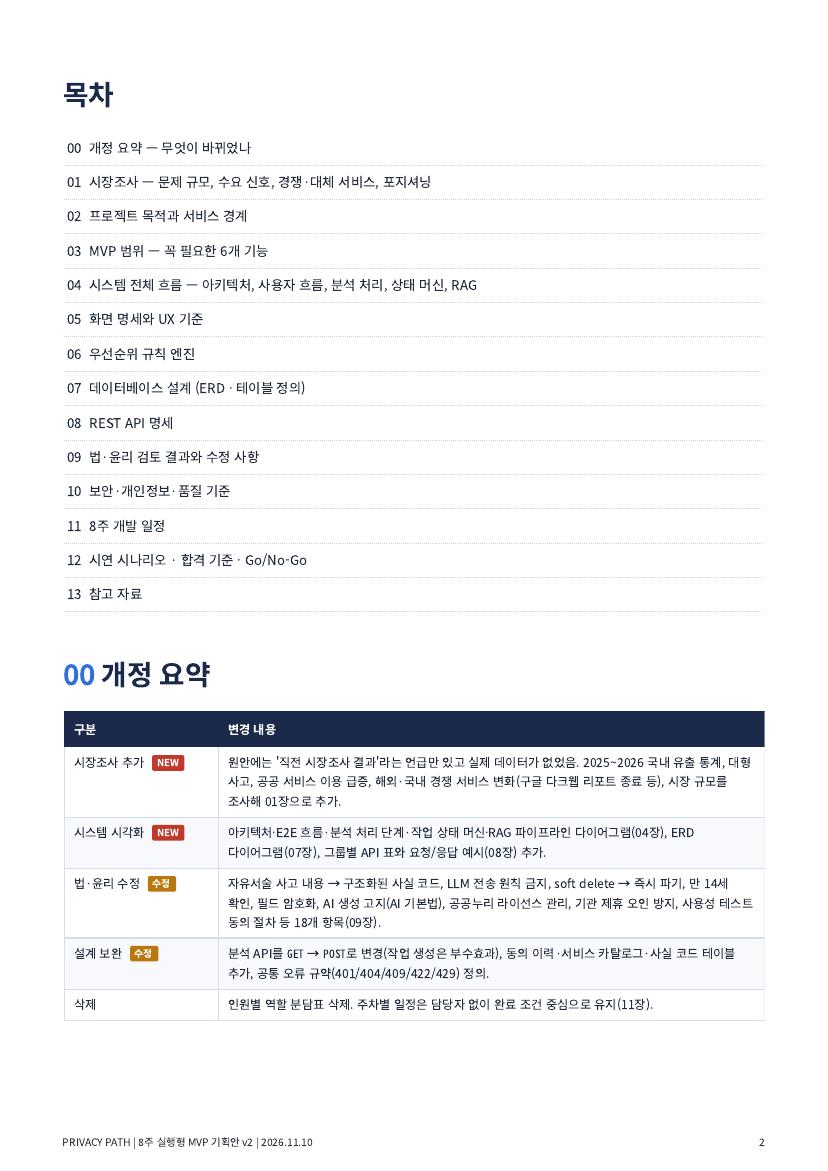 목차
00 개정 요약 — 무엇이 바뀌었나
01 시장조사 — 문제 규모, 수요 신호, 경쟁·대체 서비스, 포지셔닝
02 프로젝트 목적과 서비스 경계
03 MVP 범위 — 꼭 필요한 6개 기능
04 시스템 전체 흐름 — 아키텍처, 사용자 흐름, 분석 처리, 상태 머신, RAG
05 화면 명세와 UX 기준
06 우선순위 규칙 엔진
07 데이터베이스 설계 (ERD · 테이블 정의)
08 REST API 명세
09 법·윤리 검토 결과와 수정 사항
10 보안·개인정보·품질 기준
11 8주 개발 일정
12 시연 시나리오 · 합격 기준 · Go/No-Go
13 참고 자료
00 개정 요약
구분 변경 내용
시장조사 추가 NEW 원안에는 '직전 시장조사 결과'라는 언급만 있고 실제 데이터가 없었음. 2025~2026 국내 유출 통계, 대형
사고, 공공 서비스 이용 급증, 해외·국내 경쟁 서비스 변화(구글 다크웹 리포트 종료 등), 시장 규모를
조사해 01장으로 추가.
시스템 시각화 NEW 아키텍처·E2E 흐름·분석 처리 단계·작업 상태 머신·RAG 파이프라인 다이어그램(04장), ERD
다이어그램(07장), 그룹별 API 표와 요청/응답 예시(08장) 추가.
법·윤리 수정 수정 자유서술 사고 내용 → 구조화된 사실 코드, LLM 전송 원칙 금지, soft delete → 즉시 파기, 만 14세
확인, 필드 암호화, AI 생성 고지(AI 기본법), 공공누리 라이선스 관리, 기관 제휴 오인 방지, 사용성 테스트
동의 절차 등 18개 항목(09장).
설계 보완 수정 분석 API를 GET → POST로 변경(작업 생성은 부수효과), 동의 이력·서비스 카탈로그·사실 코드 테이블
추가, 공통 오류 규약(401/404/409/422/429) 정의.
삭제 인원별 역할 분담표 삭제. 주차별 일정은 담당자 없이 완료 조건 중심으로 유지(11장).
PRIVACY PATH | 8주 실행형 MVP 기획안 v2 | 2026.11.10 2